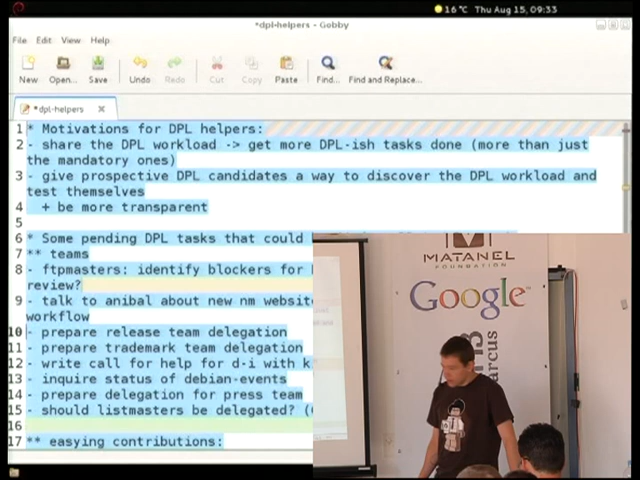 16 °C Thu Aug 15, 09:33
*dpl-helpers - Gobby
File Edit View Help
New Open... Save Undo Redo Cut Copy Paste Find... Find and Replace...
*dpl-helpers
1 * Motivations for DPL helpers:
2 - share the DPL workload -> get more DPL-ish tasks done (more than just
the mandatory ones)
3 - give prospective DPL candidates a way to discover the DPL workload and
test themselves
4 + be more transparent
5
6 * Some pending DPL tasks that could
7 ** teams
8 - ftpmasters: identify blockers for
review?
9 - talk to anibal about new nm website
workflow
10 - prepare release team delegation
11 - prepare trademark team delegation
12 - write call for help for d-i with
13 - inquire status of debian-events
14 - prepare delegation for press team
15 - should listmasters be delegated?
16
17 ** easying contributions:
MATANEL
FOUNDATION
Google
arcus